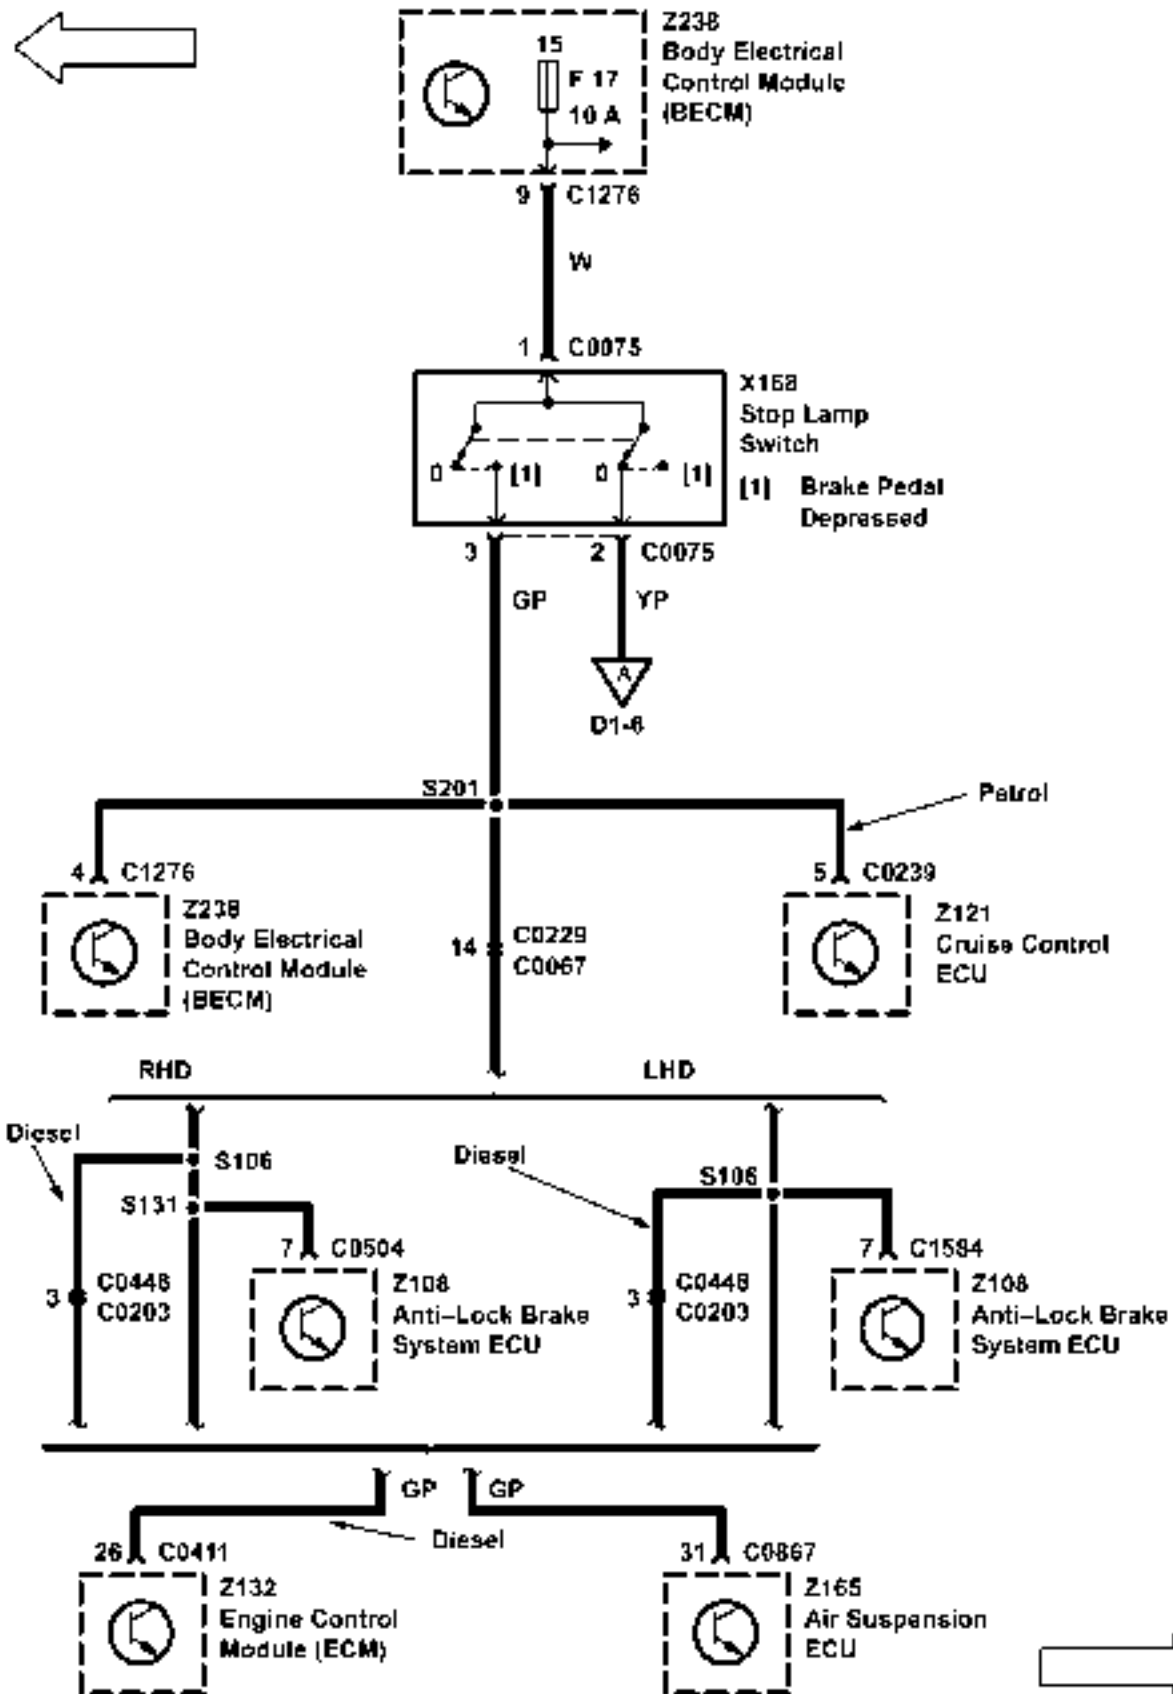 Z238
Body Electrical
Control Module
(BECM)
15
F 17
10 A
9 C1276
W
1 C0075
X168
Stop Lamp
Switch
[1] Brake Pedal
Depressed
0 [1] 0 [1]
3 2 C0075
GP YP
A
D1-6
S201
Petrol
4 C1276
5 C0239
Z238
Body Electrical
Control Module
(BECM)
14 C0229
C0067
Z121
Cruise Control
ECU
RHD LHD
Diesel
S106
S131
Diesel
S106
7 C0504
7 C1584
3 C0448
C0203
Z108
Anti-Lock Brake
System ECU
3 C0448
C0203
Z108
Anti-Lock Brake
System ECU
GP GP
Diesel
26 C0411
31 C0867
Z132
Engine Control
Module (ECM)
Z165
Air Suspension
ECU